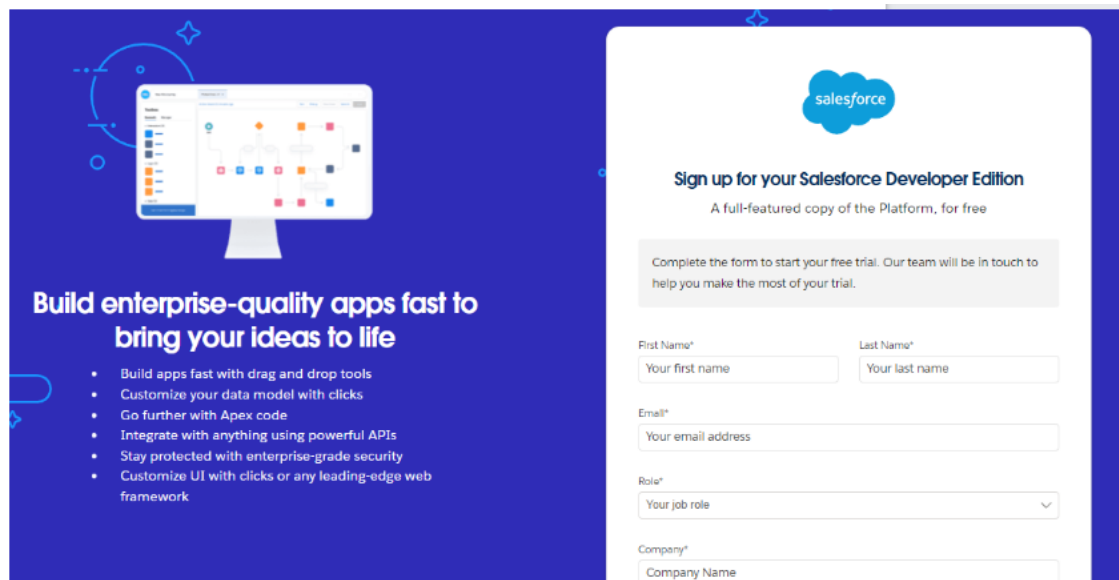 Build enterprise-quality apps fast to
bring your ideas to life
• Build apps fast with drag and drop tools
• Customize your data model with clicks
• Go further with Apex code
• Integrate with anything using powerful APIs
• Stay protected with enterprise-grade security
• Customize UI with clicks or any leading-edge web
framework
salesforce
Sign up for your Salesforce Developer Edition
A full-featured copy of the Platform, for free
Complete the form to start your free trial. Our team will be in touch to
help you make the most of your trial.
First Name*
Last Name*
Your first name
Your last name
Email*
Your email address
Role*
Your job role
Company*
Company Name